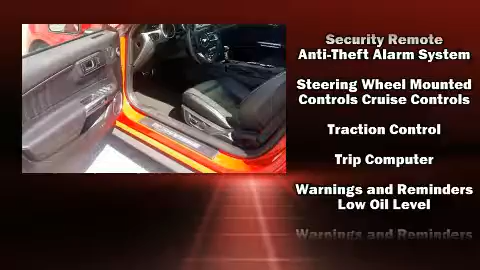 Security Remote
Anti-Theft Alarm System
Steering Wheel Mounted
Controls Cruise Controls
Traction Control
Trip Computer
Warnings and Reminders
Low Oil Level
Warnings and Reminders